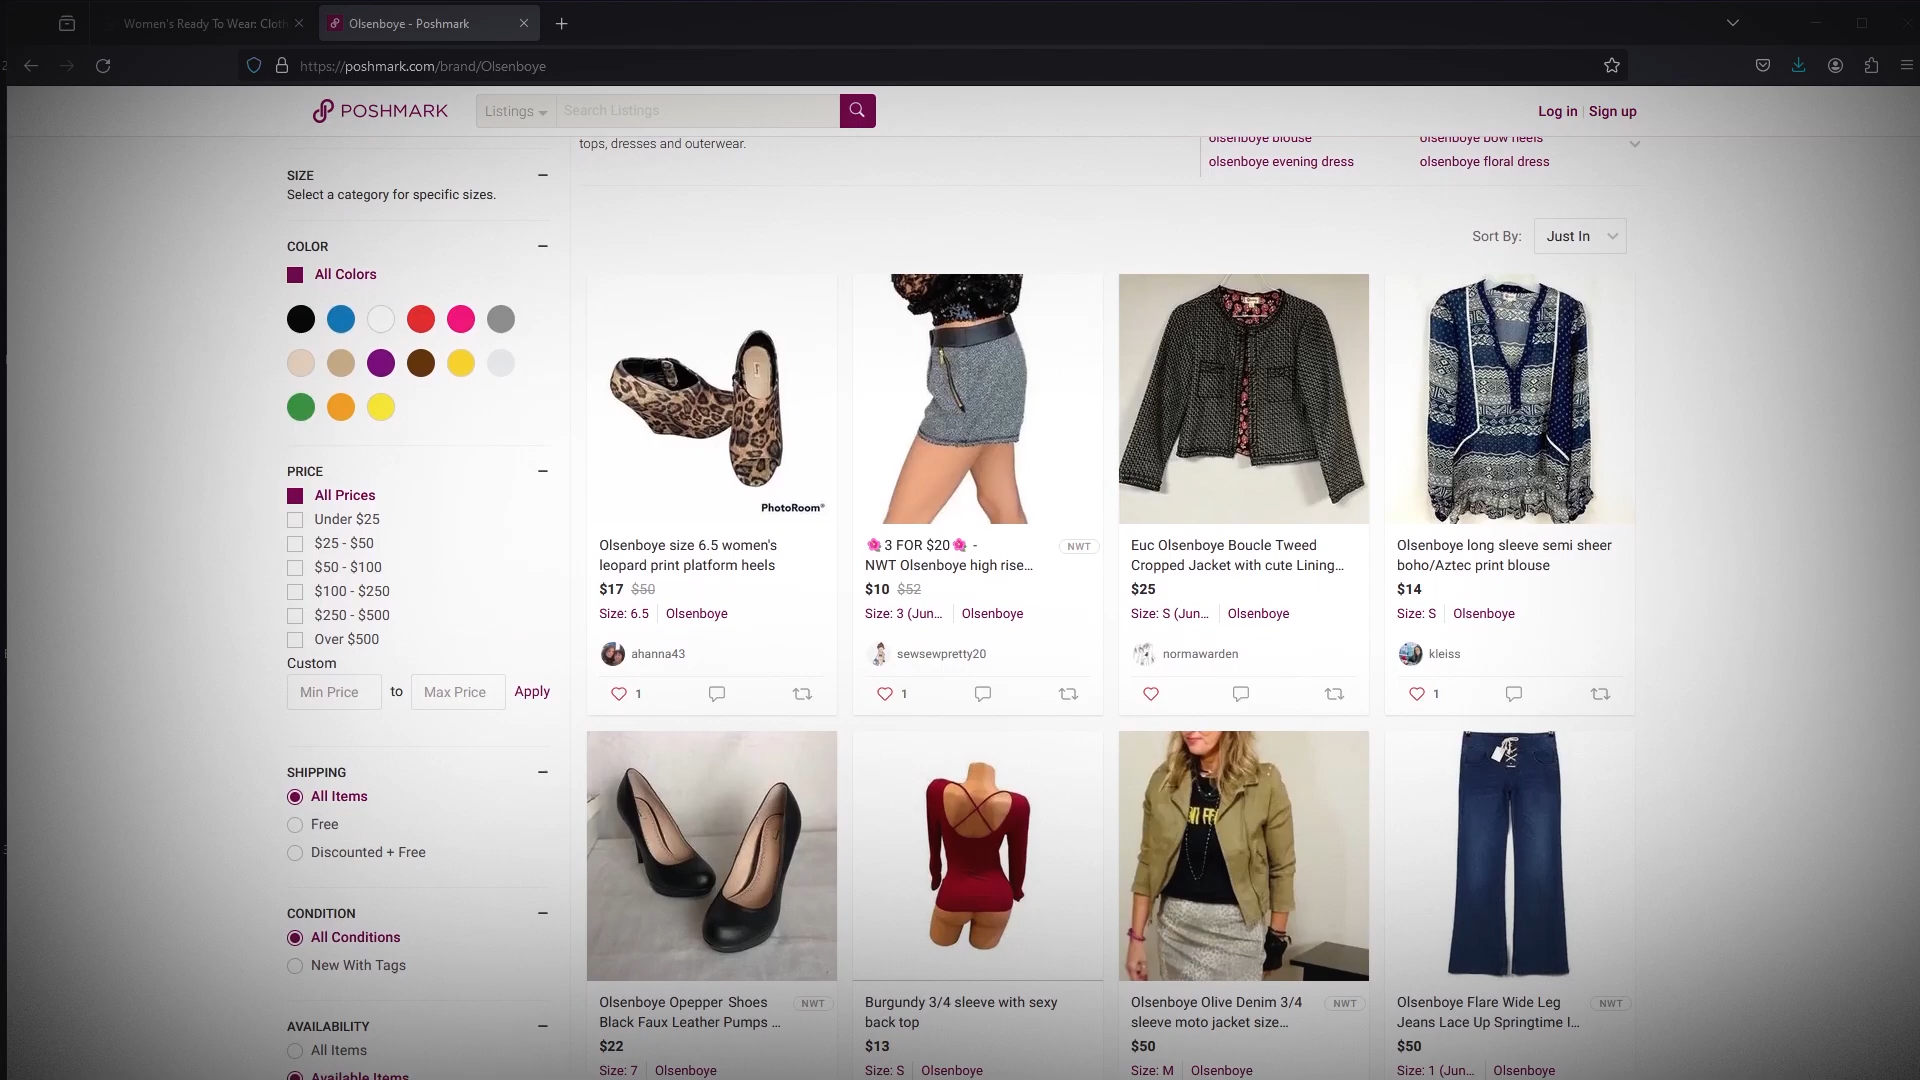 Women's Ready To Wear: Cloth
Olsenboye - Poshmark
https://poshmark.com/brand/Olsenboye
POSHMARK
Listings
Search Listings
Log in
Sign up
tops, dresses and outerwear.
olsenboye blouse
olsenboye bow heels
olsenboye evening dress
olsenboye floral dress
SIZE
Select a category for specific sizes.
COLOR
All Colors
PRICE
All Prices
Under $25
$25 - $50
$50 - $100
$100 - $250
$250 - $500
Over $500
Custom
Min Price
to
Max Price
Apply
SHIPPING
All Items
Free
Discounted + Free
CONDITION
All Conditions
New With Tags
AVAILABILITY
All Items
Available Items
Sort By:
Just In
PhotoRoom®
Olsenboye size 6.5 women's
leopard print platform heels
$17 $50
Size: 6.5
Olsenboye
ahanna43
1
🌺3 FOR $20🌺 -
NWT Olsenboye high rise...
NWT
$10 $52
Size: 3 (Jun...
Olsenboye
sewsewpretty20
1
Euc Olsenboye Boucle Tweed
Cropped Jacket with cute Lining...
$25
Size: S (Jun...
Olsenboye
normawarden
Olsenboye long sleeve semi sheer
boho/Aztec print blouse
$14
Size: S
Olsenboye
kleiss
1
Olsenboye Opepper Shoes
Black Faux Leather Pumps ...
NWT
$22
Size: 7
Olsenboye
Burgundy 3/4 sleeve with sexy
back top
$13
Size: S
Olsenboye
Olsenboye Olive Denim 3/4
sleeve moto jacket size...
NWT
$50
Size: M
Olsenboye
Olsenboye Flare Wide Leg
Jeans Lace Up Springtime I...
NWT
$50
Size: 1 (Jun...
Olsenboye